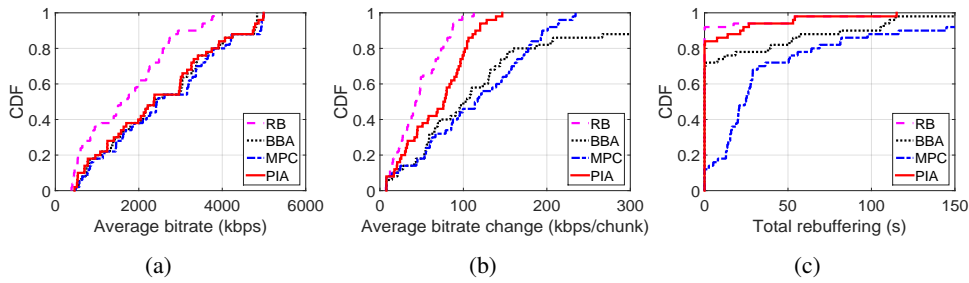 1
0.8
0.6
0.4
0.2
0
CDF
RB
BBA
MPC
PIA
0 2000 4000 6000
Average bitrate (kbps)
(a)
1
0.8
0.6
0.4
0.2
0
CDF
RB
BBA
MPC
PIA
0 100 200 300
Average bitrate change (kbps/chunk)
(b)
1
0.8
0.6
0.4
0.2
0
CDF
RB
BBA
MPC
PIA
0 50 100 150
Total rebuffering (s)
(c)